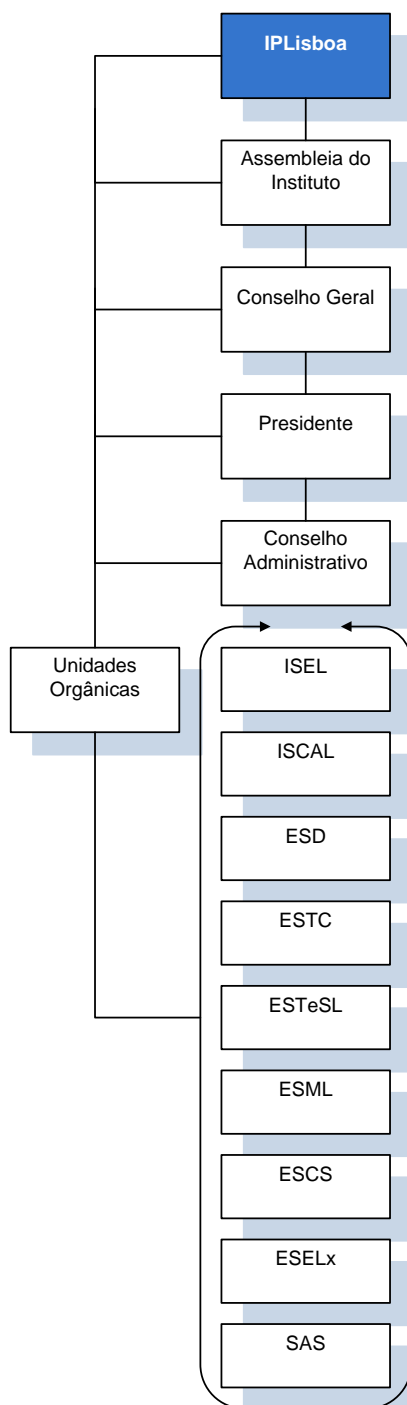 IPLisboa
Assembleia do
Instituto
Conselho Geral
Presidente
Conselho
Administrativo
Unidades
Orgânicas
ISEL
ISCAL
ESD
ESTC
ESTeSL
ESML
ESCS
ESELx
SAS